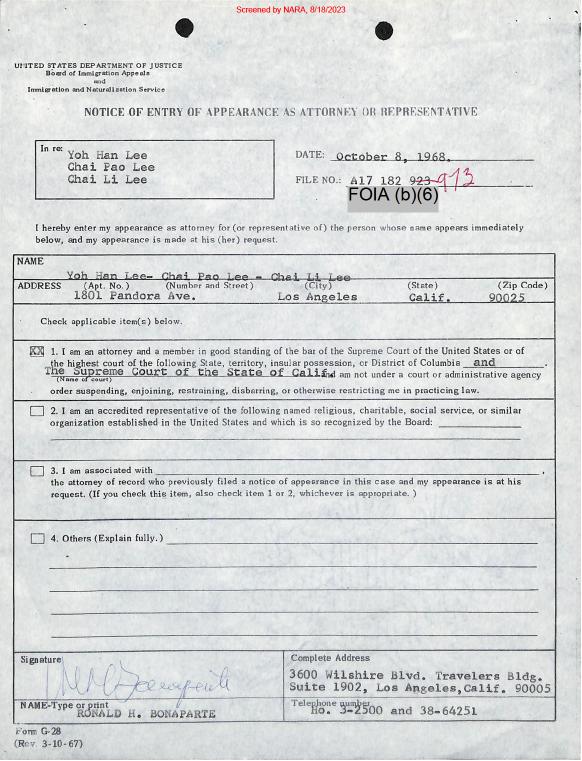 Screened by NARA, 8/18/2023
UNITED STATES DEPARTMENT OF JUSTICE
Board of Immigration Appeals
and
Immigration and Naturalization Service
NOTICE OF ENTRY OF APPEARANCE AS ATTORNEY OR REPRESENTATIVE
In re:
Yoh Han Lee
Chai Pao Lee
Chai Li Lee
DATE: October 8, 1968.
FILE NO.: A17 182 923 973
FOIA (b)(6)
I hereby enter my appearance as attorney for (or representative of) the person whose name appears immediately
below, and my appearance is made at his (her) request.
NAME
Yoh Han Lee- Chai Pao Lee - Chai Li Lee
ADDRESS (Apt. No.) (Number and Street) (City) (State) (Zip Code)
1801 Pandora Ave. Los Angeles Calif. 90025
Check applicable item(s) below.
XX 1. I am an attorney and a member in good standing of the bar of the Supreme Court of the United States or of
the highest court of the following State, territory, insular possession, or District of Columbia and .
The Supreme Court of the State of Calif. and am not under a court or administrative agency
(Name of court)
order suspending, enjoining, restraining, disbarring, or otherwise restricting me in practicing law.
2. I am an accredited representative of the following named religious, charitable, social service, or similar
organization established in the United States and which is so recognized by the Board:
3. I am associated with ,
the attorney of record who previously filed a notice of appearance in this case and my appearance is at his
request. (If you check this item, also check item 1 or 2, whichever is appropriate. )
4. Others (Explain fully.)
Signature
Bonaparte
Complete Address
3600 Wilshire Blvd. Travelers Bldg.
Suite 1902, Los Angeles,Calif. 90005
NAME-Type or print
RONALD H. BONAPARTE
Telephone number
Ho. 3-2500 and 38-64251
Form G-28
(Rev. 3-10-67)